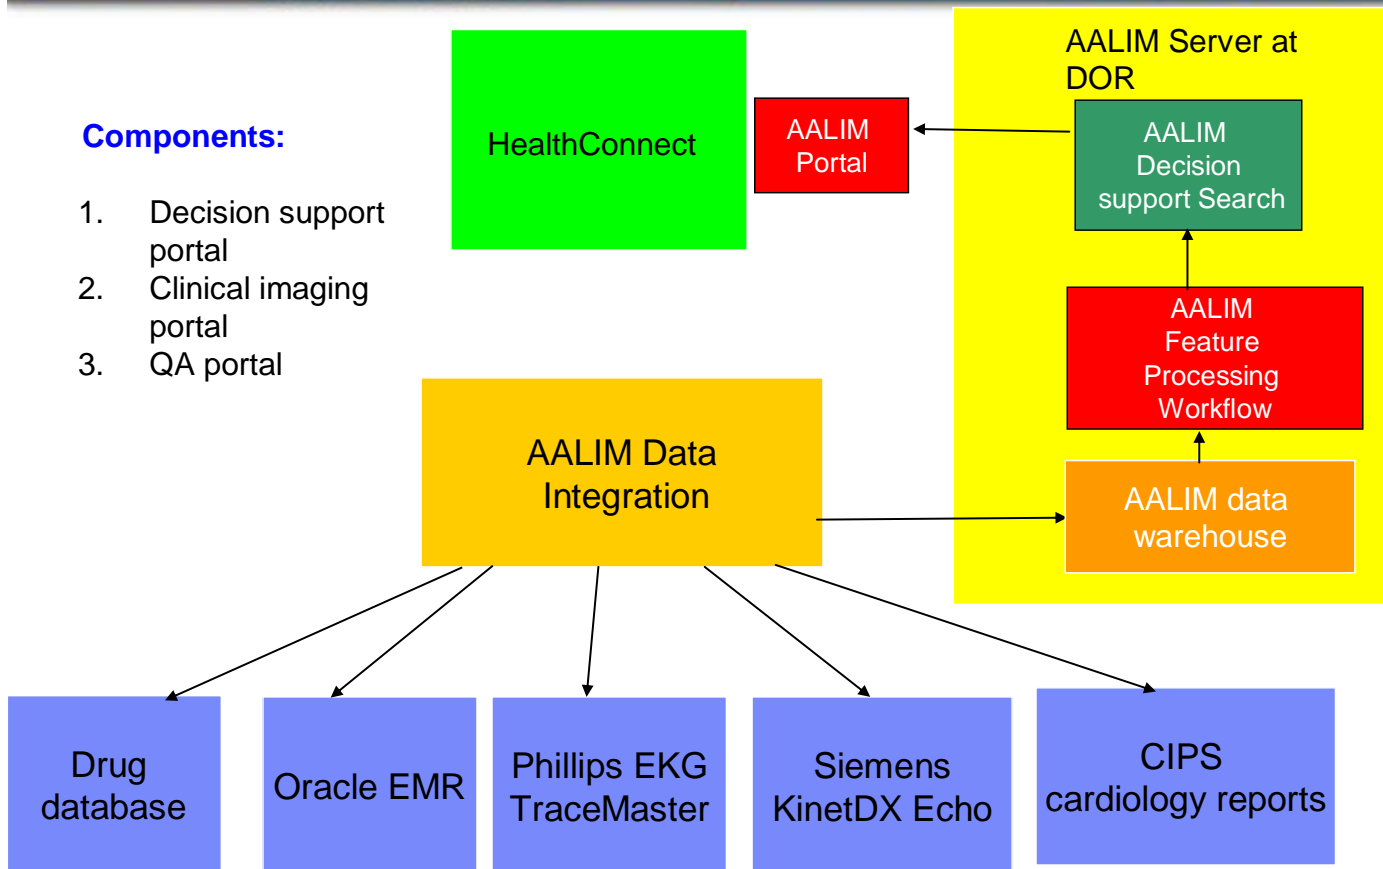 Components:
1. Decision support
portal
2. Clinical imaging
portal
3. QA portal
HealthConnect
AALIM
Portal
AALIM Server at
DOR
AALIM
Decision
support Search
AALIM
Feature
Processing
Workflow
AALIM Data
Integration
AALIM data
warehouse
Drug
database
Oracle EMR
Phillips EKG
TraceMaster
Siemens
KinetDX Echo
CIPS
cardiology reports